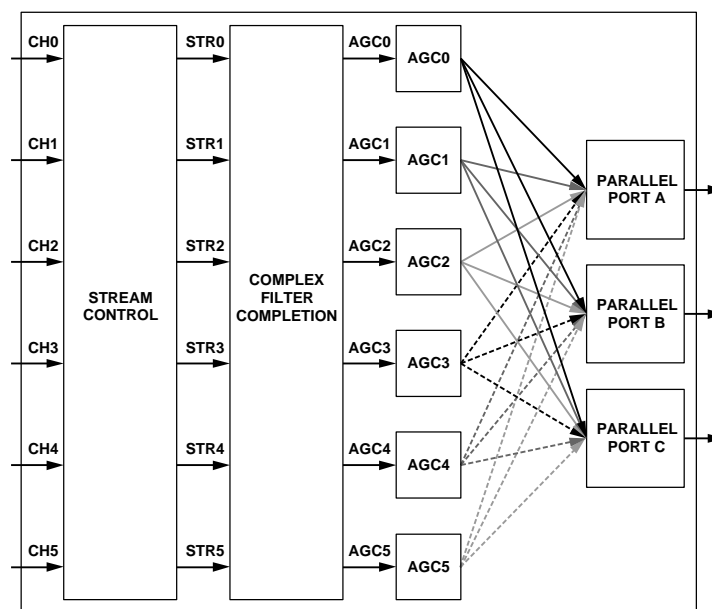 CH0
STR0
AGC0
AGC0
CH1
STR1
AGC1
AGC1
CH2
STR2
AGC2
AGC2
CH3
STR3
AGC3
AGC3
CH4
STR4
AGC4
AGC4
CH5
STR5
AGC5
AGC5
STREAM
CONTROL
COMPLEX
FILTER
COMPLETION
PARALLEL
PORT A
PARALLEL
PORT B
PARALLEL
PORT C